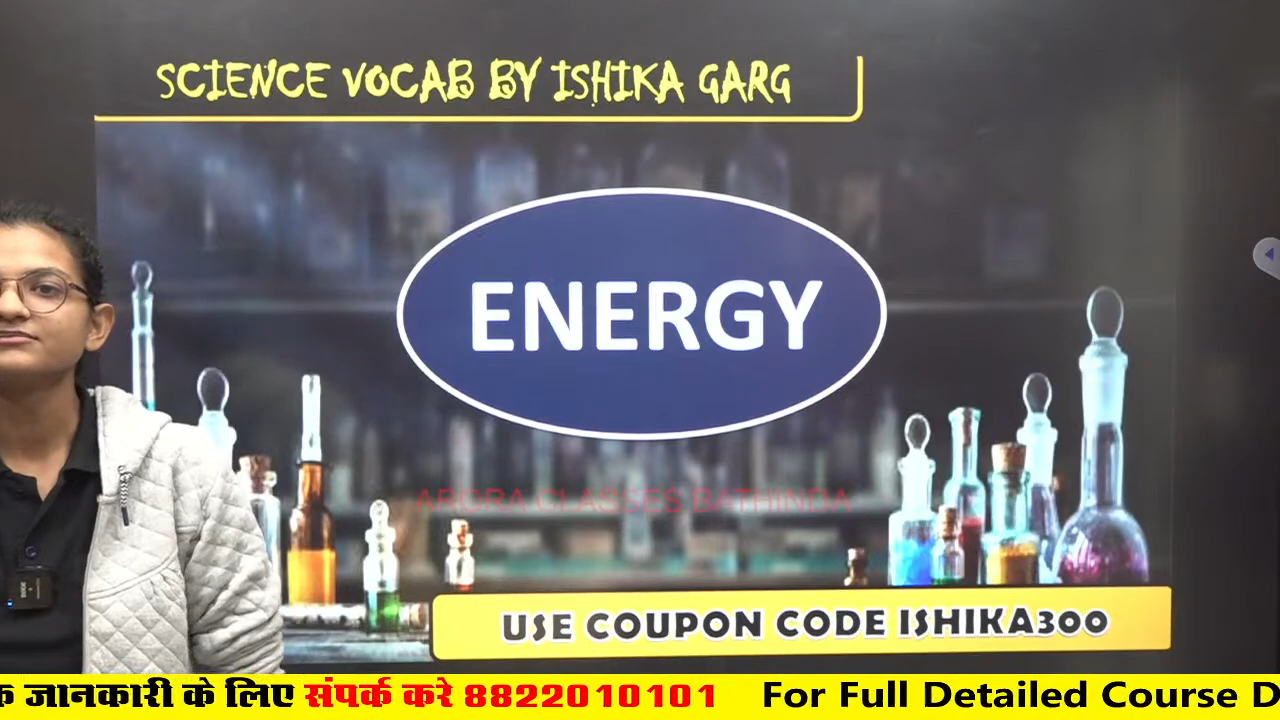 SCIENCE VOCAB BY ISHIKA GARG
ENERGY
ARORA CLASSES BATHINDA
USE COUPON CODE ISHIKA300
क जानकारी के लिए संपर्क करे 8822010101 For Full Detailed Course D